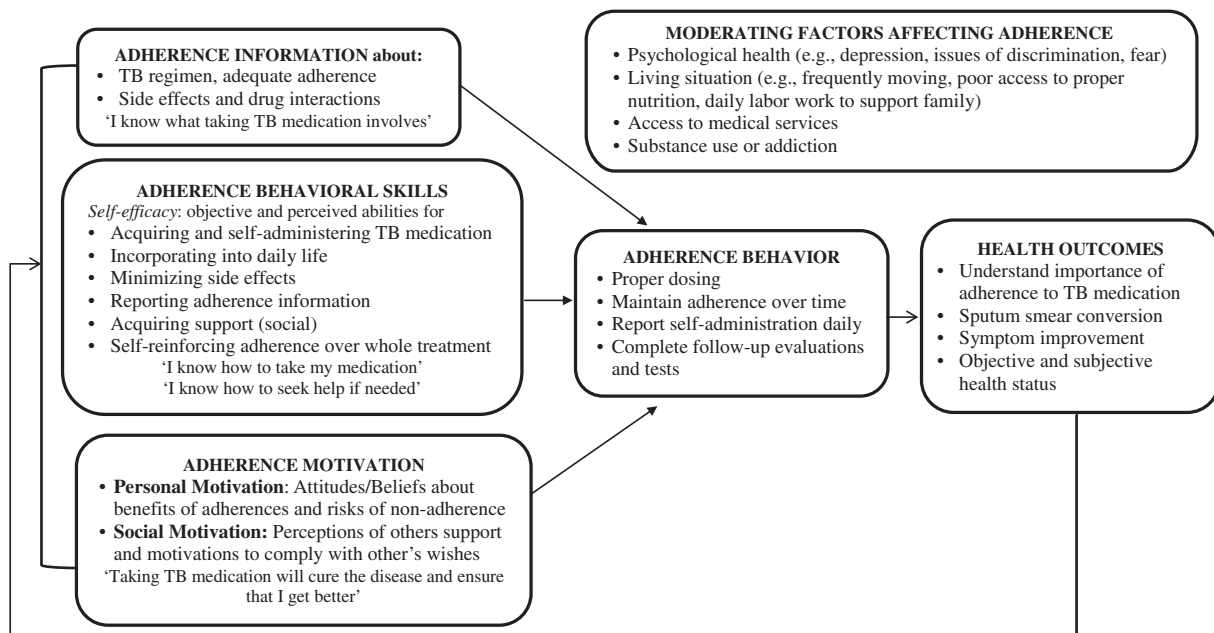 ADHERENCE INFORMATION about:
• TB regimen, adequate adherence
• Side effects and drug interactions
‘I know what taking TB medication involves’
MODERATING FACTORS AFFECTING ADHERENCE
• Psychological health (e.g., depression, issues of discrimination, fear)
• Living situation (e.g., frequently moving, poor access to proper
nutrition, daily labor work to support family)
• Access to medical services
• Substance use or addiction
ADHERENCE BEHAVIORAL SKILLS
Self-efficacy: objective and perceived abilities for
• Acquiring and self-administering TB medication
• Incorporating into daily life
• Minimizing side effects
• Reporting adherence information
• Acquiring support (social)
• Self-reinforcing adherence over whole treatment
‘I know how to take my medication’
‘I know how to seek help if needed’
ADHERENCE BEHAVIOR
• Proper dosing
• Maintain adherence over time
• Report self-administration daily
• Complete follow-up evaluations
and tests
HEALTH OUTCOMES
• Understand importance of
adherence to TB medication
• Sputum smear conversion
• Symptom improvement
• Objective and subjective
health status
ADHERENCE MOTIVATION
• Personal Motivation: Attitudes/Beliefs about
benefits of adherences and risks of non-adherence
• Social Motivation: Perceptions of others support
and motivations to comply with other’s wishes
‘Taking TB medication will cure the disease and ensure
that I get better’